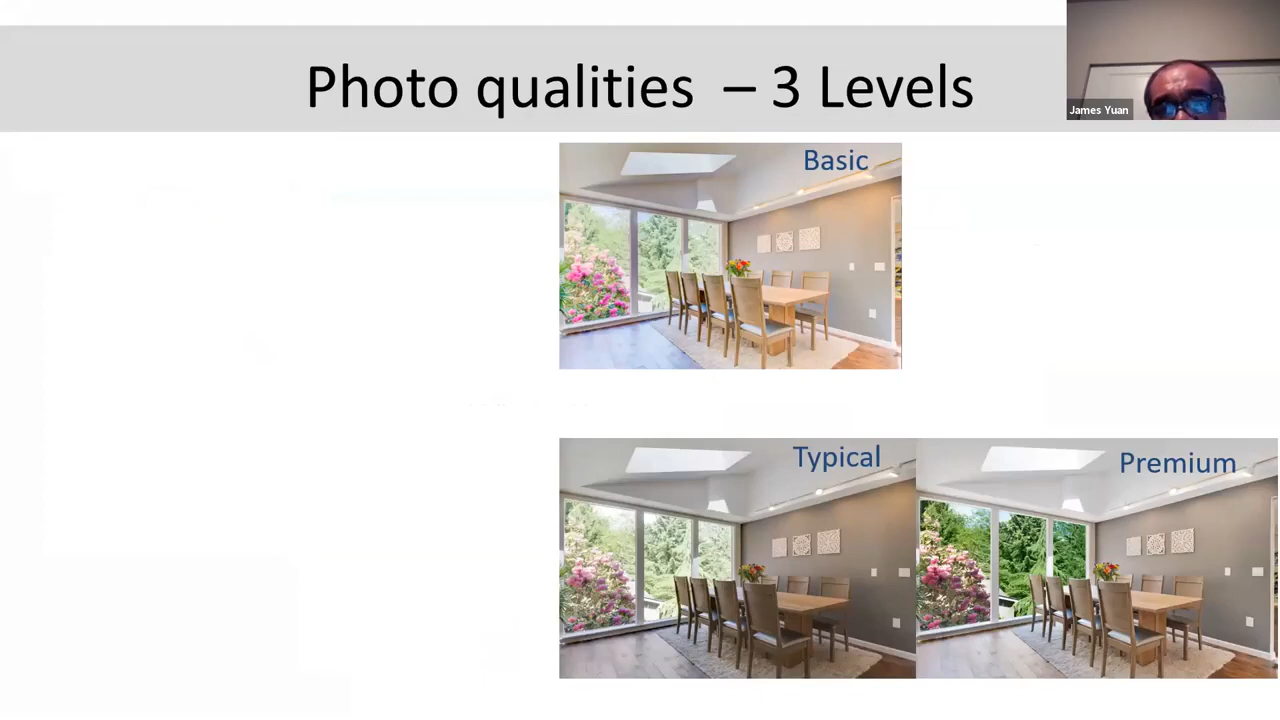 Photo qualities – 3 Levels
James Yuan
Basic
Typical
Premium